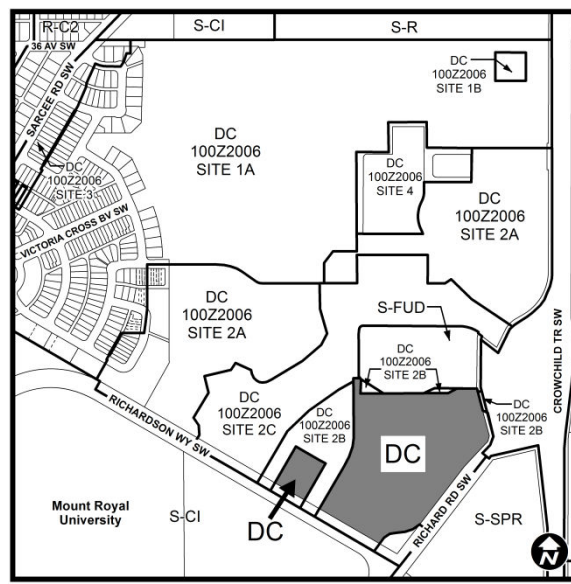 R-C2
S-CI
S-R
36 AV SW
SARCEE RD SW
DC
100Z2006
SITE 1B
DC
100Z2006
SITE 1A
DC
100Z2006
SITE 3
DC
100Z2006
SITE 4
DC
100Z2006
SITE 2A
VICTORIA CROSS BV SW
DC
100Z2006
SITE 2A
S-FUD
CROWCHILD TR SW
DC
100Z2006
SITE 2B
DC
100Z2006
SITE 2C
DC
100Z2006
SITE 2B
DC
100Z2006
SITE 2B
RICHARDSON WY SW
DC
Mount Royal
University
S-CI
DC
RICHARD RD SW
S-SPR
N